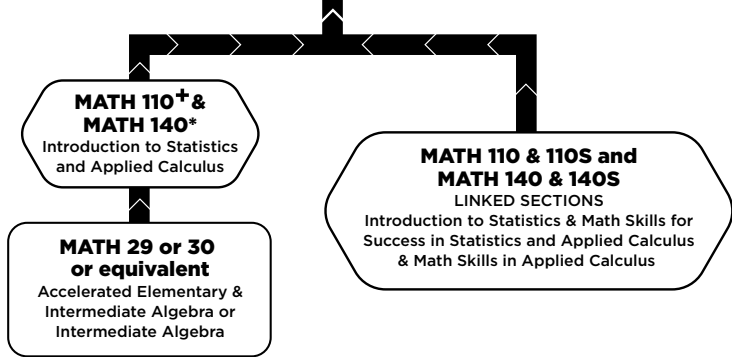 MATH 110+ &
MATH 140*
Introduction to Statistics
and Applied Calculus
MATH 29 or 30
or equivalent
Accelerated Elementary &
Intermediate Algebra or
Intermediate Algebra
MATH 110 & 110S and
MATH 140 & 140S
LINKED SECTIONS
Introduction to Statistics & Math Skills for
Success in Statistics and Applied Calculus
& Math Skills in Applied Calculus